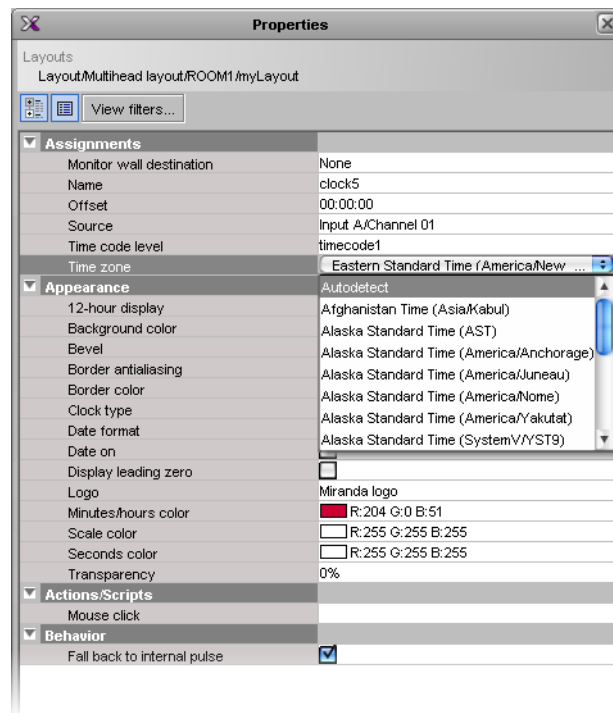 Properties
Layouts
Layout/Multihead layout/ROOM1/myLayout
View filters...
Assignments
Monitor wall destination None
Name clock5
Offset 00:00:00
Source Input A/Channel 01
Time code level timecode1
Time zone Eastern Standard Time (America/New ...
Appearance Autodetect
12-hour display Afghanistan Time (Asia/Kabul)
Background color Alaska Standard Time (AST)
Bevel Alaska Standard Time (America/Anchorage)
Border antialiasing Alaska Standard Time (America/Juneau)
Border color Alaska Standard Time (America/Nome)
Clock type Alaska Standard Time (America/Yakutat)
Date format Alaska Standard Time (SystemV/YST9)
Date on
Display leading zero
Logo Miranda logo
Minutes/hours color R:204 G:0 B:51
Scale color R:255 G:255 B:255
Seconds color R:255 G:255 B:255
Transparency 0%
Actions/Scripts
Mouse click
Behavior
Fall back to internal pulse